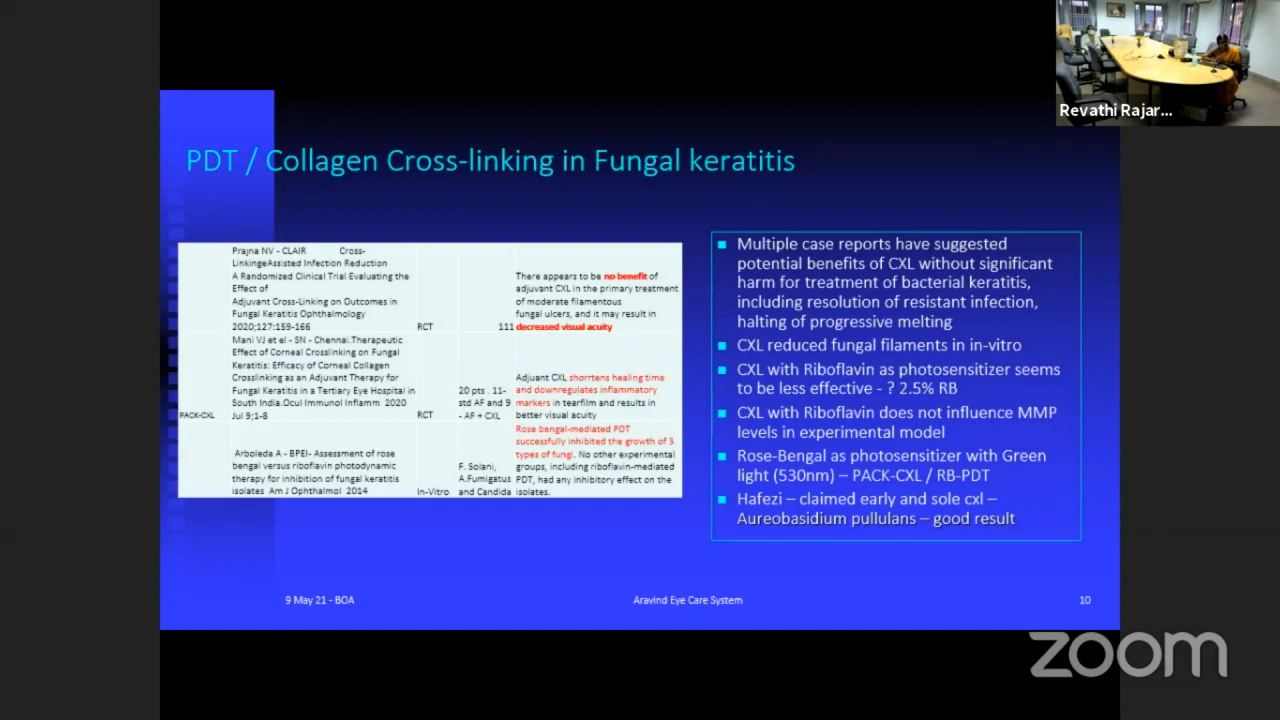 Revathi Rajar...
PDT / Collagen Cross-linking in Fungal keratitis
Prajna NV - CLAIR Cross-
LinkingeAssisted Infection Reduction
A Randomized Clinical Trial Evaluating the
Effect of
Adjuvant Cross-Linking on Outcomes in
Fungal Keratitis Ophthalmology
2020;127:159-166
RCT
111
There appears to be no benefit of
adjuvant CXL in the primary treatment
of moderate filamentous
fungal ulcers, and it may result in
decreased visual acuity
PACK-CXL
Mani VJ et el - SN - Chennai.Therapeutic
Effect of Corneal Crosslinking on Fungal
Keratitis: Efficacy of Corneal Collagen
Crosslinking as an Adjuvant Therapy for
Fungal Keratitis in a Tertiary Eye Hospital in
South India.Ocul Immunol Inflamm 2020
Jul 9;1-8
RCT
20 pts . 11-
std AF and 9
- AF + CXL
Adjuant CXL shortens healing time
and downregulates inflammatory
markers in tearfilm and results in
better visual acuity
Arboleda A - BPEI- Assessment of rose
bengal versus riboflavin photodynamic
therapy for inhibition of fungal keratitis
isolates Am J Ophthalmol 2014
In-Vitro
F. Solani,
A.Fumigatus
and Candida
Rose bengal-mediated PDT
successfully inhibited the growth of 3
types of fungi. No other experimental
groups, including riboflavin-mediated
PDT, had any inhibitory effect on the
isolates.
Multiple case reports have suggested
potential benefits of CXL without significant
harm for treatment of bacterial keratitis,
including resolution of resistant infection,
halting of progressive melting
CXL reduced fungal filaments in in-vitro
CXL with Riboflavin as photosensitizer seems
to be less effective - ? 2.5% RB
CXL with Riboflavin does not influence MMP
levels in experimental model
Rose-Bengal as photosensitizer with Green
light (530nm) – PACK-CXL / RB-PDT
Hafezi – claimed early and sole cxl –
Aureobasidium pullulans – good result
9 May 21 - BOA
Aravind Eye Care System
10
zoom